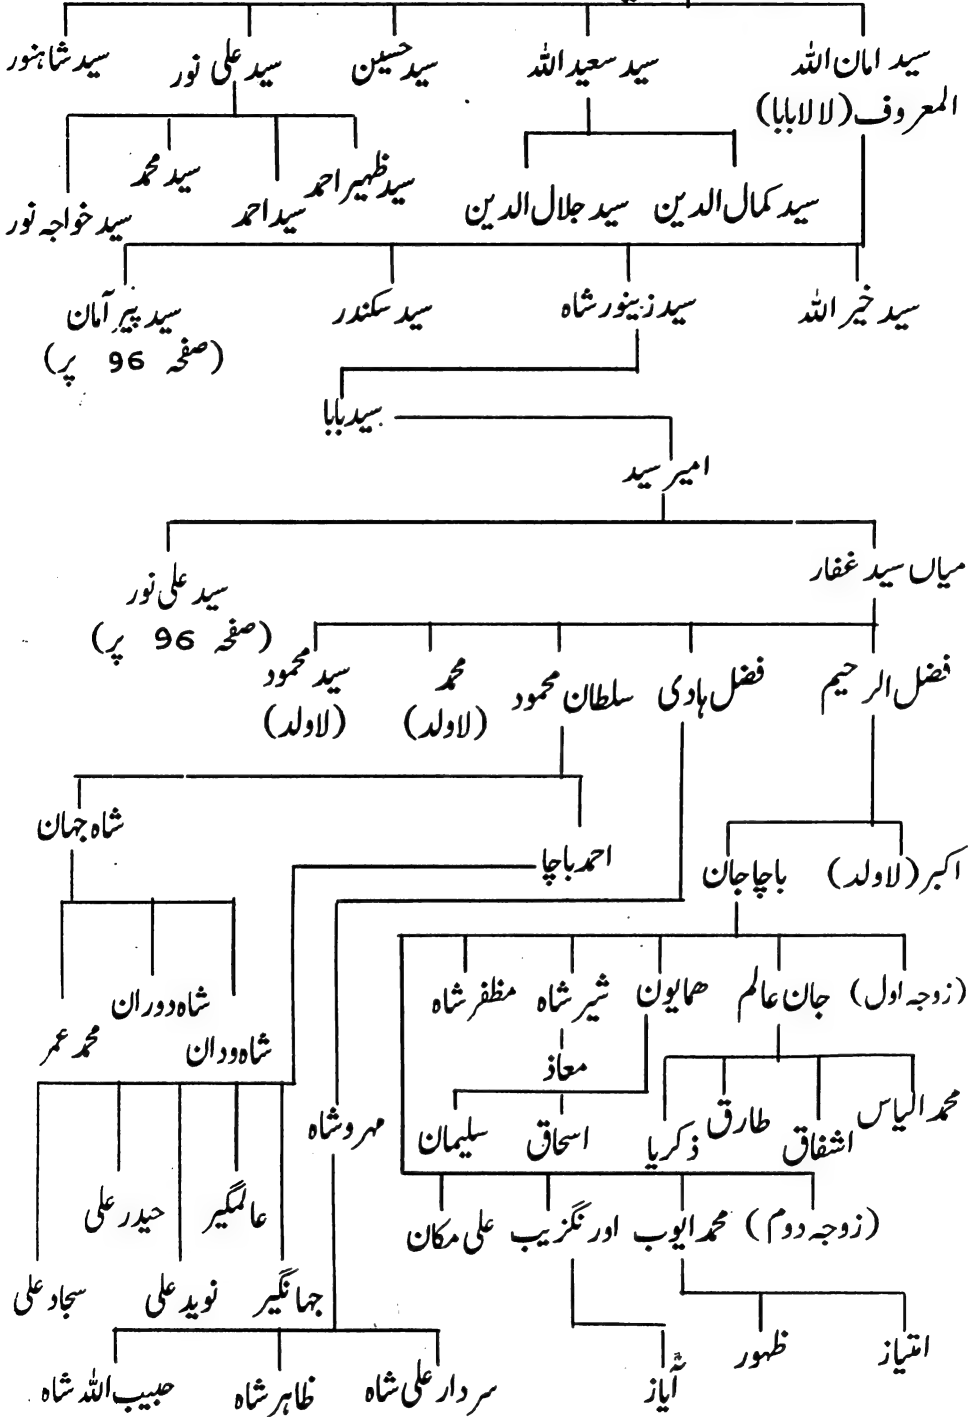 سید امان اللہ سید سعید اللہ سید حسین سید علی نور سید شاہنور
المعروف (لالا بابا)
سید ظہیر احمد سید احمد سید محمد سید خواجہ نور
سید کمال الدین سید جلال الدین
سید خیر اللہ سید زینور شاہ سید سکندر سید پیر آمان
(صفحہ 96 پر)
سید بابا
امیر سید
میاں سید غفار سید علی نور
(صفحہ 96 پر)
فضل الرحیم فضل ہادی سلطان محمود محمد سید محمود
(لاولد) (لاولد)
شاہ جہان
احمد باچا
اکبر (لاولد) باچا جان
(زوجہ اول) جان عالم ھمایون شیر شاہ مظفر شاہ
شاہ دوران
شاہ ودان محمد عمر
معاذ
محمد الیاس اشفاق طارق ذکریا اسحاق سلیمان
مہرو شاہ
عالمگیر حیدر علی
(زوجہ دوم) محمد ایوب اورنگزیب علی مکان
جہانگیر نوید علی سجاد علی
امتیاز ظہور آیاز
سردار علی شاہ ظاہر شاہ حبیب اللہ شاہ